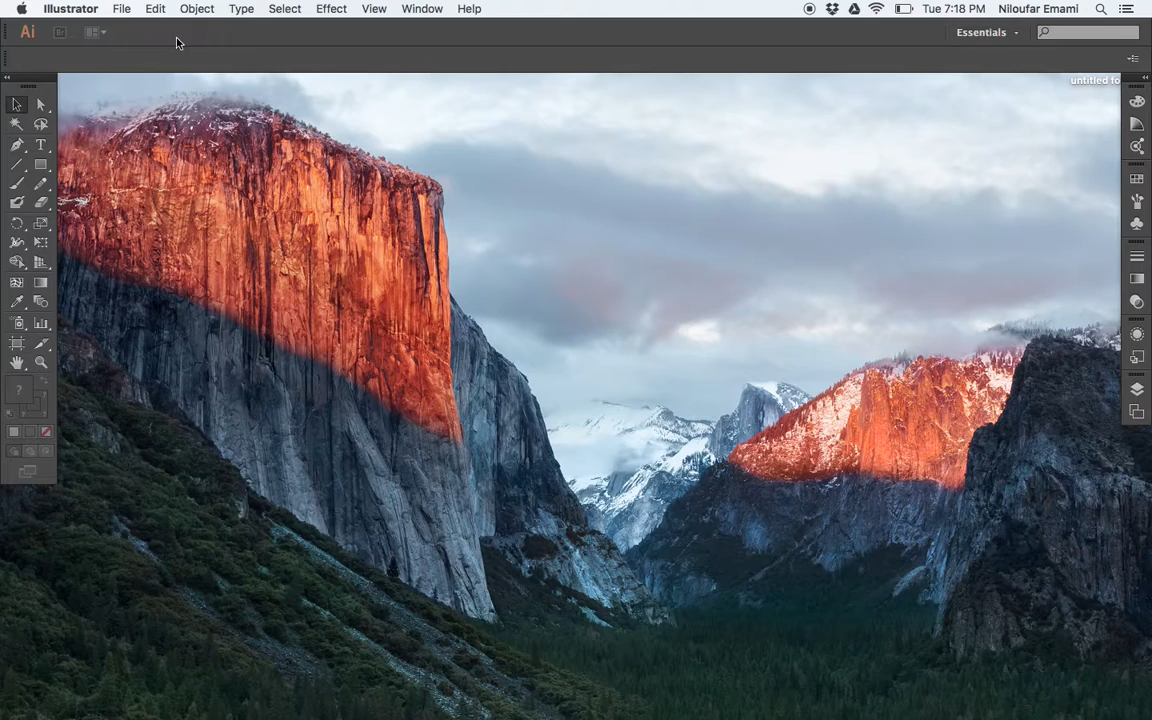 Illustrator File Edit Object Type Select Effect View Window Help Tue 7:18 PM Niloufar Emami
Ai Essentials
untitled fo
T
?